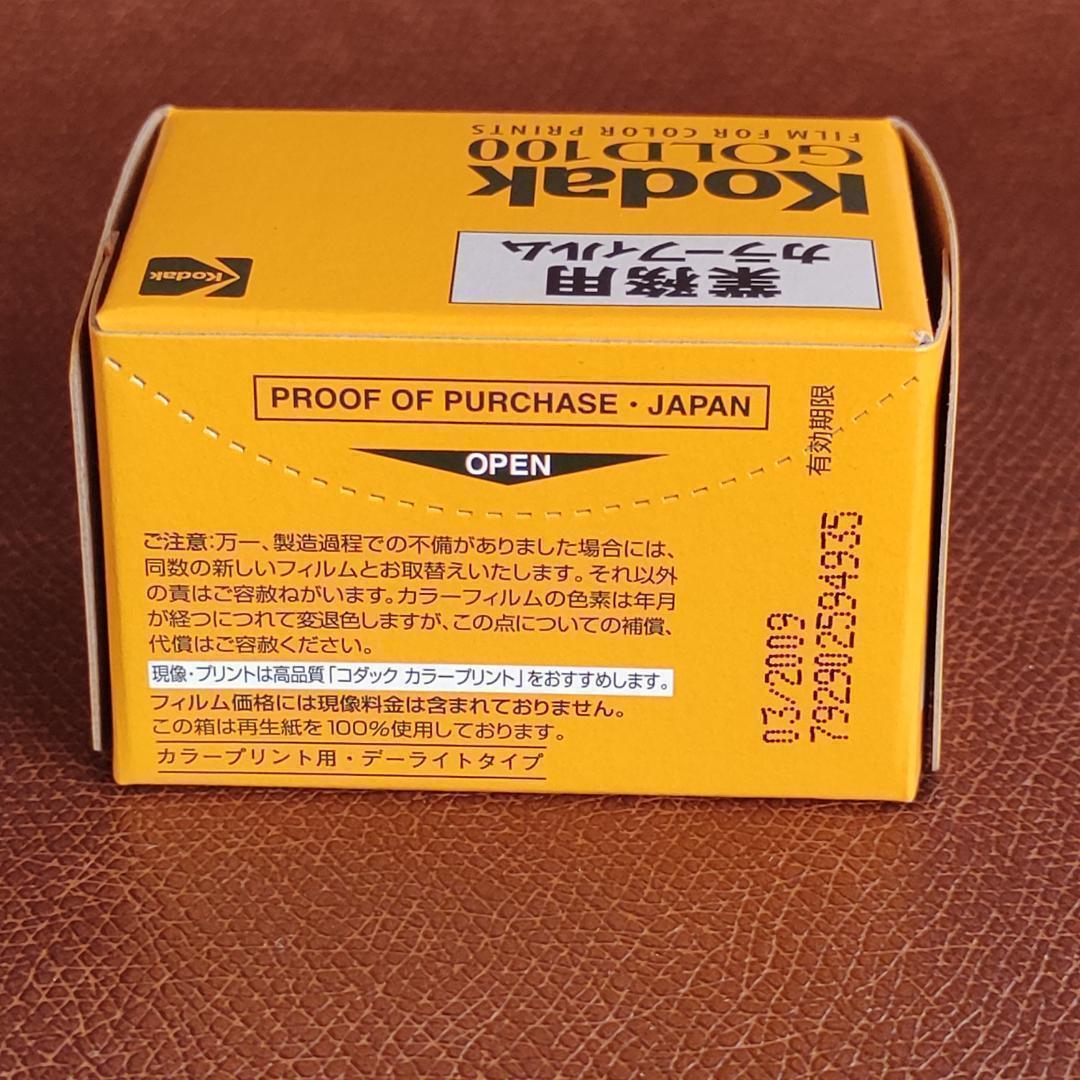 FILM FOR COLOR PRINTS
GOLD 100
Kodak
業務用
カラーフィルム
Kodak
PROOF OF PURCHASE・JAPAN
OPEN
有効期限
03/2009
792902594935
ご注意:万一、製造過程での不備がありました場合には、
同数の新しいフィルムとお取替えいたします。それ以外
の責はご容赦ねがいます。カラーフィルムの色素は年月
が経つにつれて変退色しますが、この点についての補償、
代償はご容赦ください。
現像・プリントは高品質「コダック カラープリント」をおすすめします。
フィルム価格には現像料金は含まれておりません。
この箱は再生紙を100%使用しております。
カラープリント用・デーライトタイプ